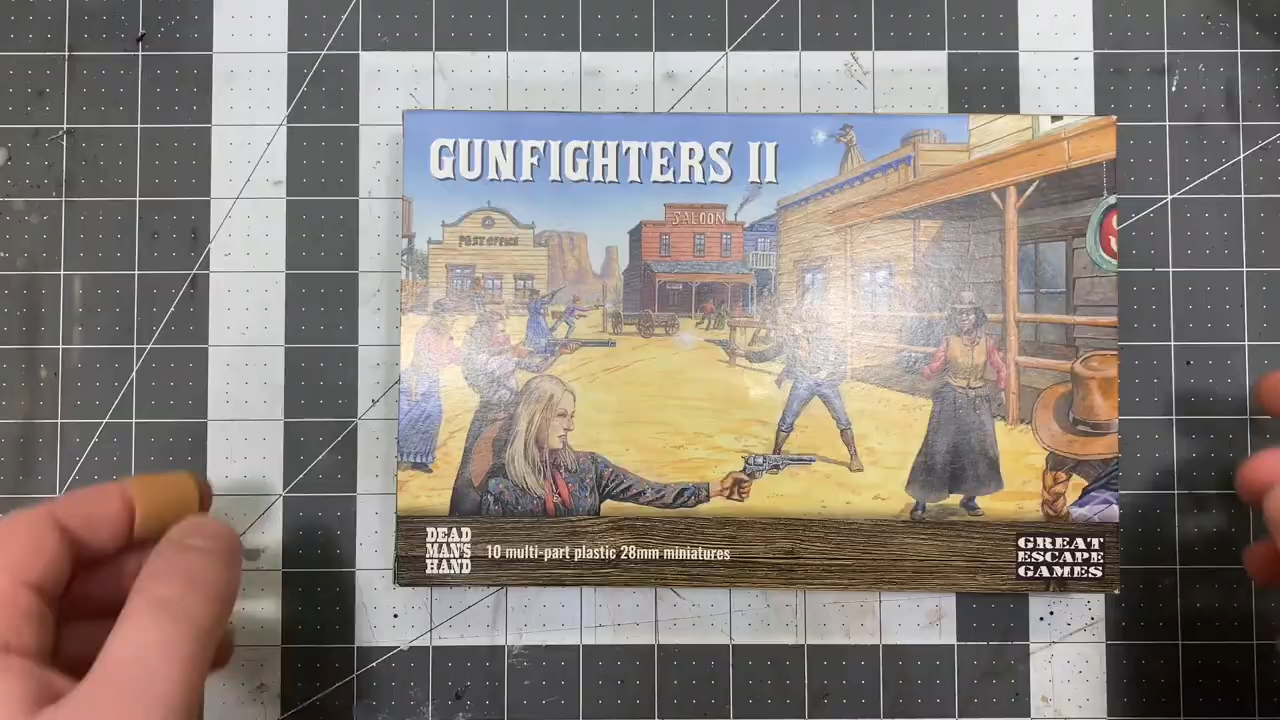 GUNFIGHTERS II
SALOON
POST OFFICE
DEAD
MAN'S
HAND
10 multi-part plastic 28mm miniatures
GREAT
ESCAPE
GAMES